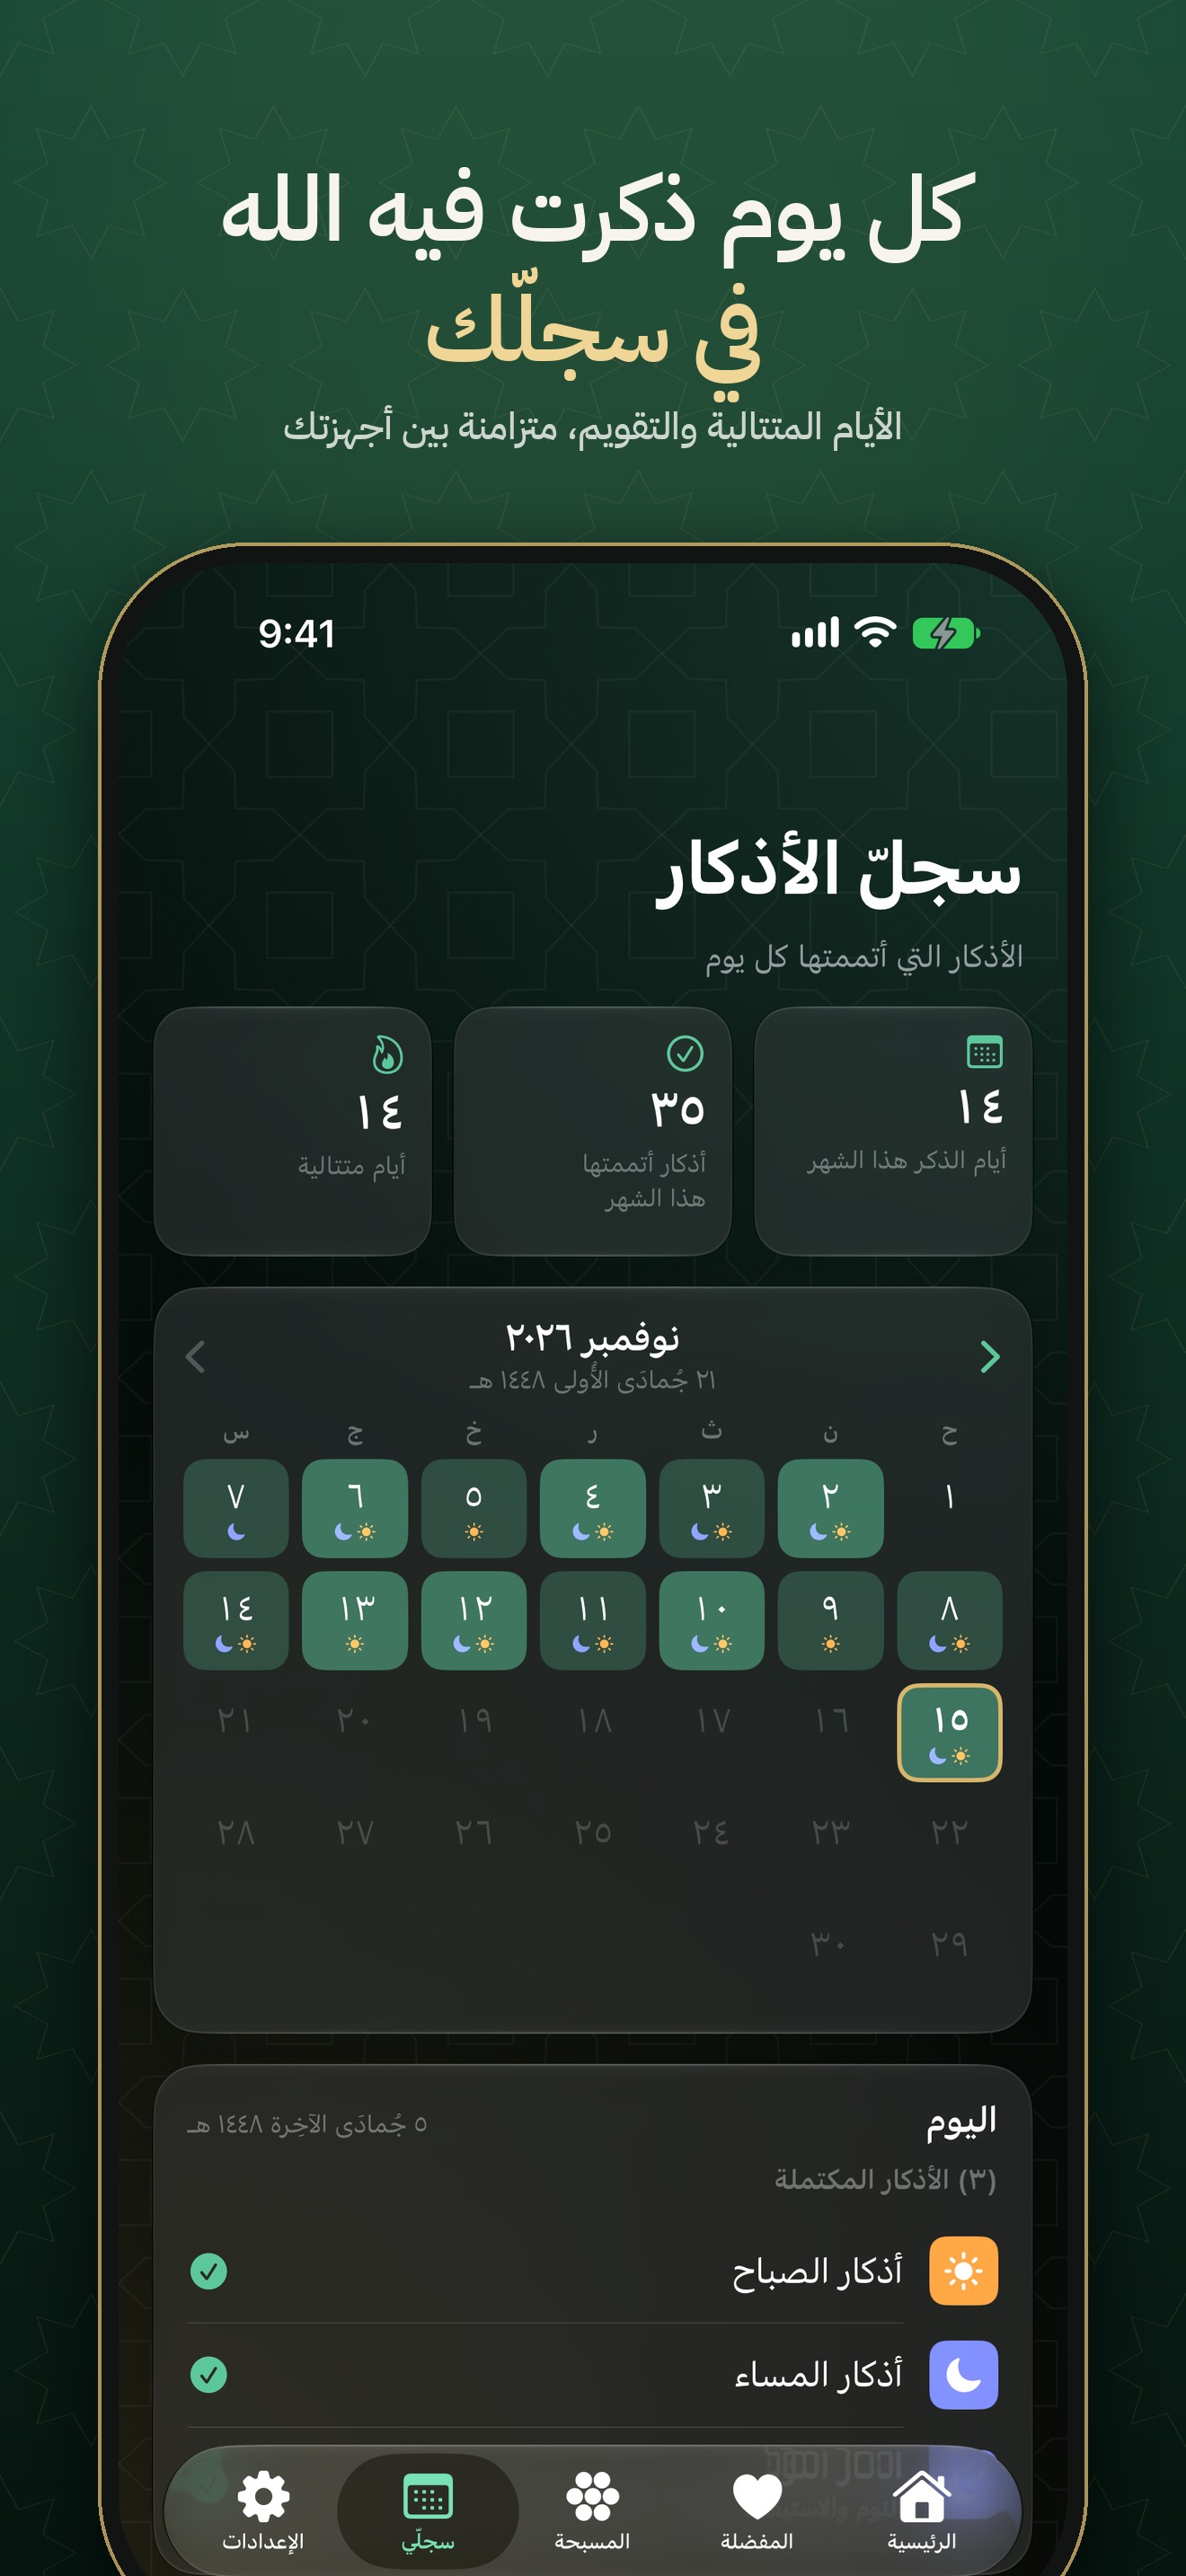 كل يوم ذكرت فيه الله
في سجلّك
الأيام المتتالية والتقويم، متزامنة بين أجهزتك
9:41
سجلّ الأذكار
الأذكار التي أتممتها كل يوم
١٤
أيام الذكر هذا الشهر
٣٥
أذكار أتممتها
هذا الشهر
١٤
أيام متتالية
نوفمبر ٢٠٢٦
٢١ جُمادَى الأُولى ١٤٤٨ هـ
ح ن ث ر خ ج س
١ ٢ ٣ ٤ ٥ ٦ ٧
٨ ٩ ١٠ ١١ ١٢ ١٣ ١٤
١٥ ١٦ ١٧ ١٨ ١٩ ٢٠ ٢١
٢٢ ٢٣ ٢٤ ٢٥ ٢٦ ٢٧ ٢٨
٢٩ ٣٠
اليوم
٥ جُمادَى الآخِرة ١٤٤٨ هـ
(٣) الأذكار المكتملة
أذكار الصباح
أذكار المساء
الرئيسية
المفضلة
المسبحة
سجلّي
الإعدادات